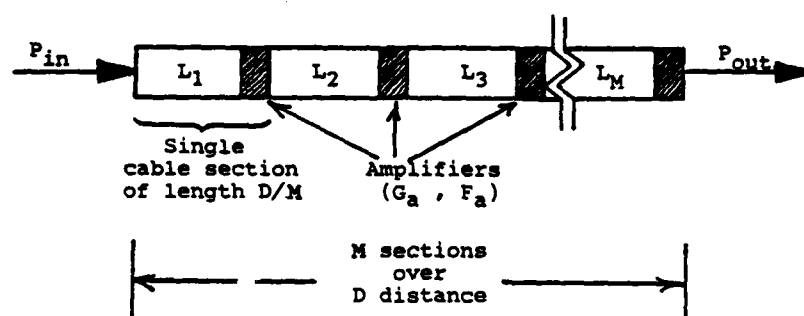 P_in
L_1
L_2
L_3
L_M
P_out
Single
cable section
of length D/M
Amplifiers
(G_a , F_a)
M sections
over
D distance